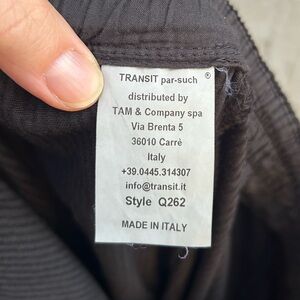 TRANSIT par-such ®
distributed by
TAM & Company spa
Via Brenta 5
36010 Carrè
Italy
+39.0445.314307
info@transit.it
Style Q262
MADE IN ITALY